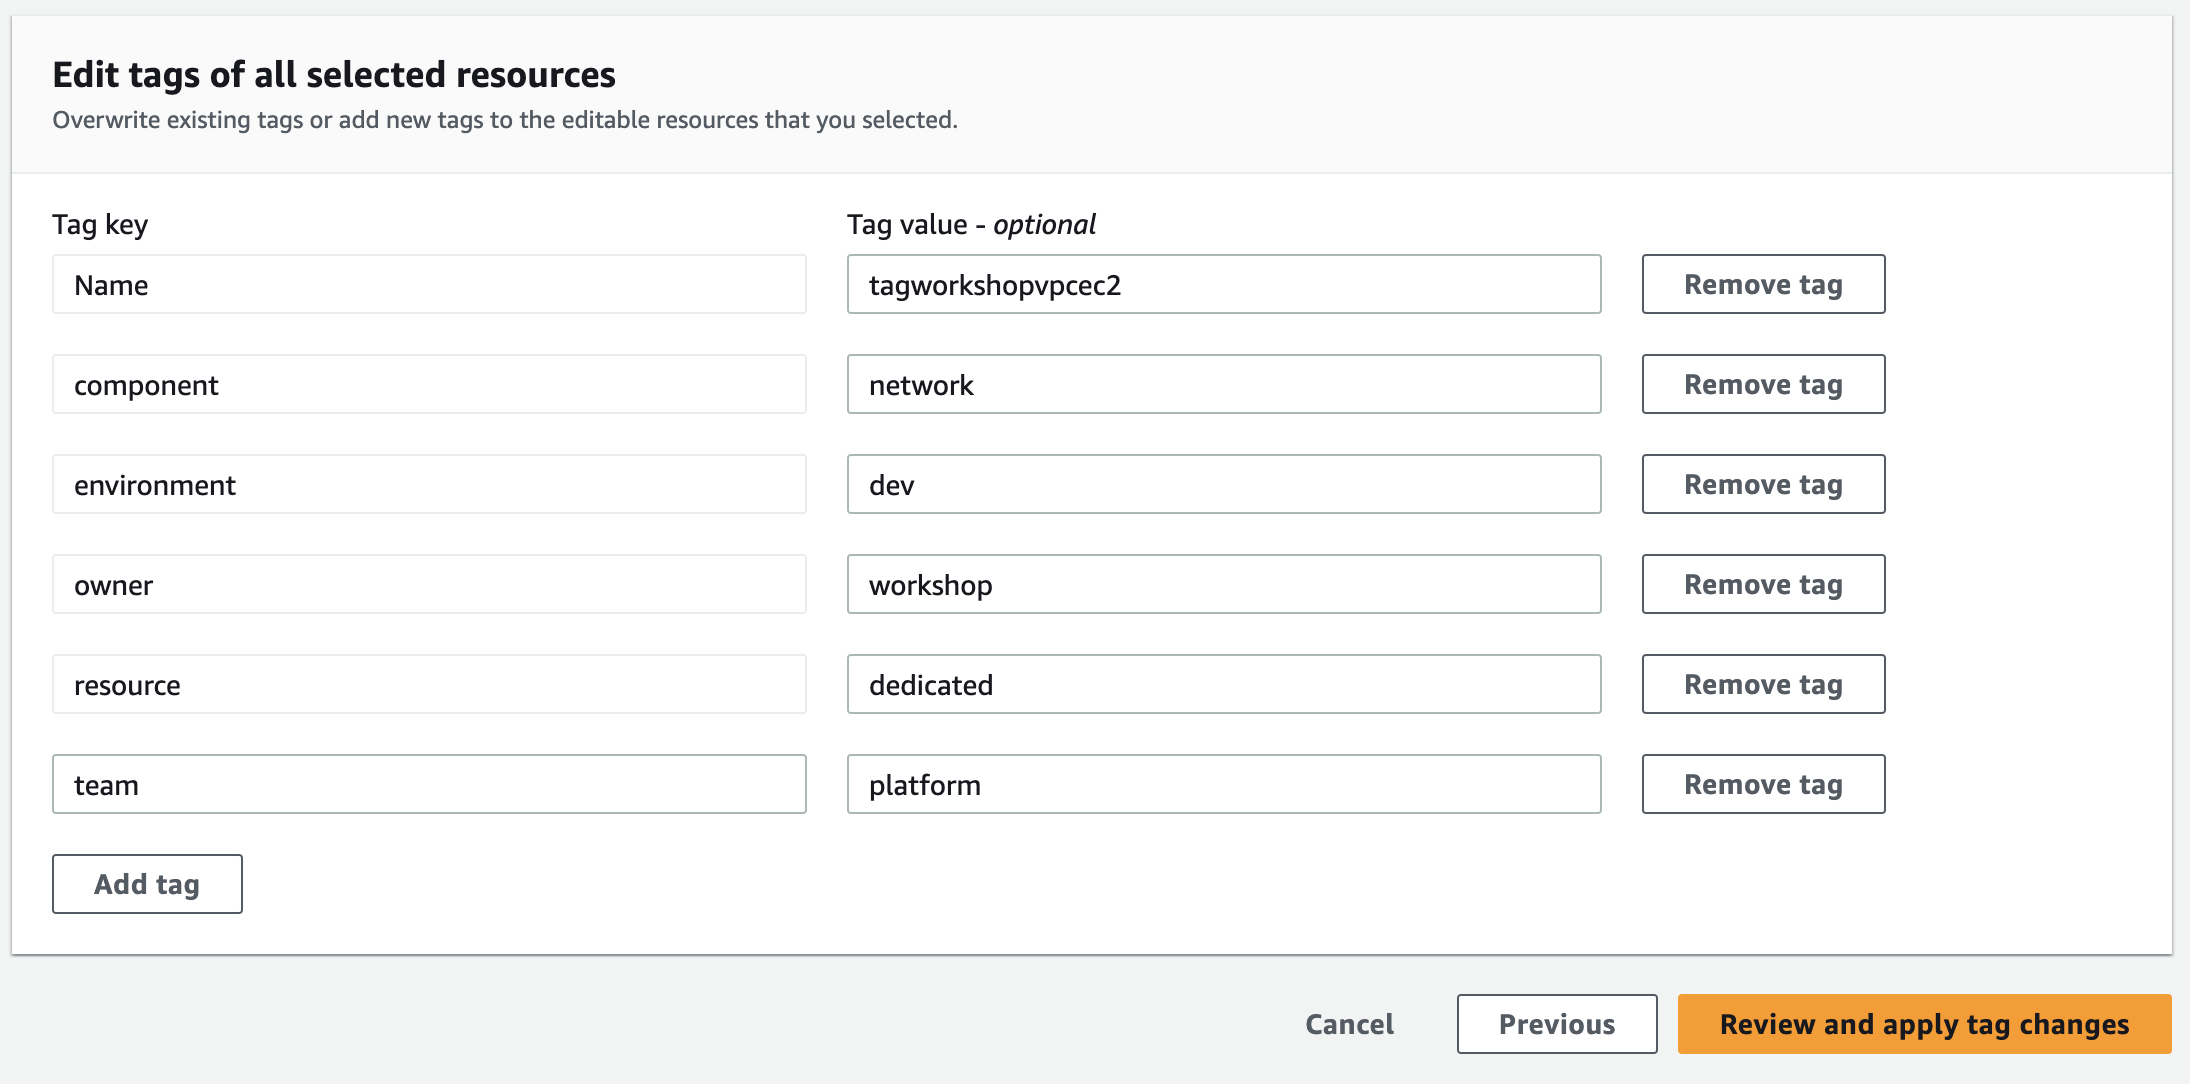 Edit tags of all selected resources
Overwrite existing tags or add new tags to the editable resources that you selected.
Tag key Tag value - optional
Name tagworkshopvpcec2 Remove tag
component network Remove tag
environment dev Remove tag
owner workshop Remove tag
resource dedicated Remove tag
team platform Remove tag
Add tag
Cancel Previous Review and apply tag changes